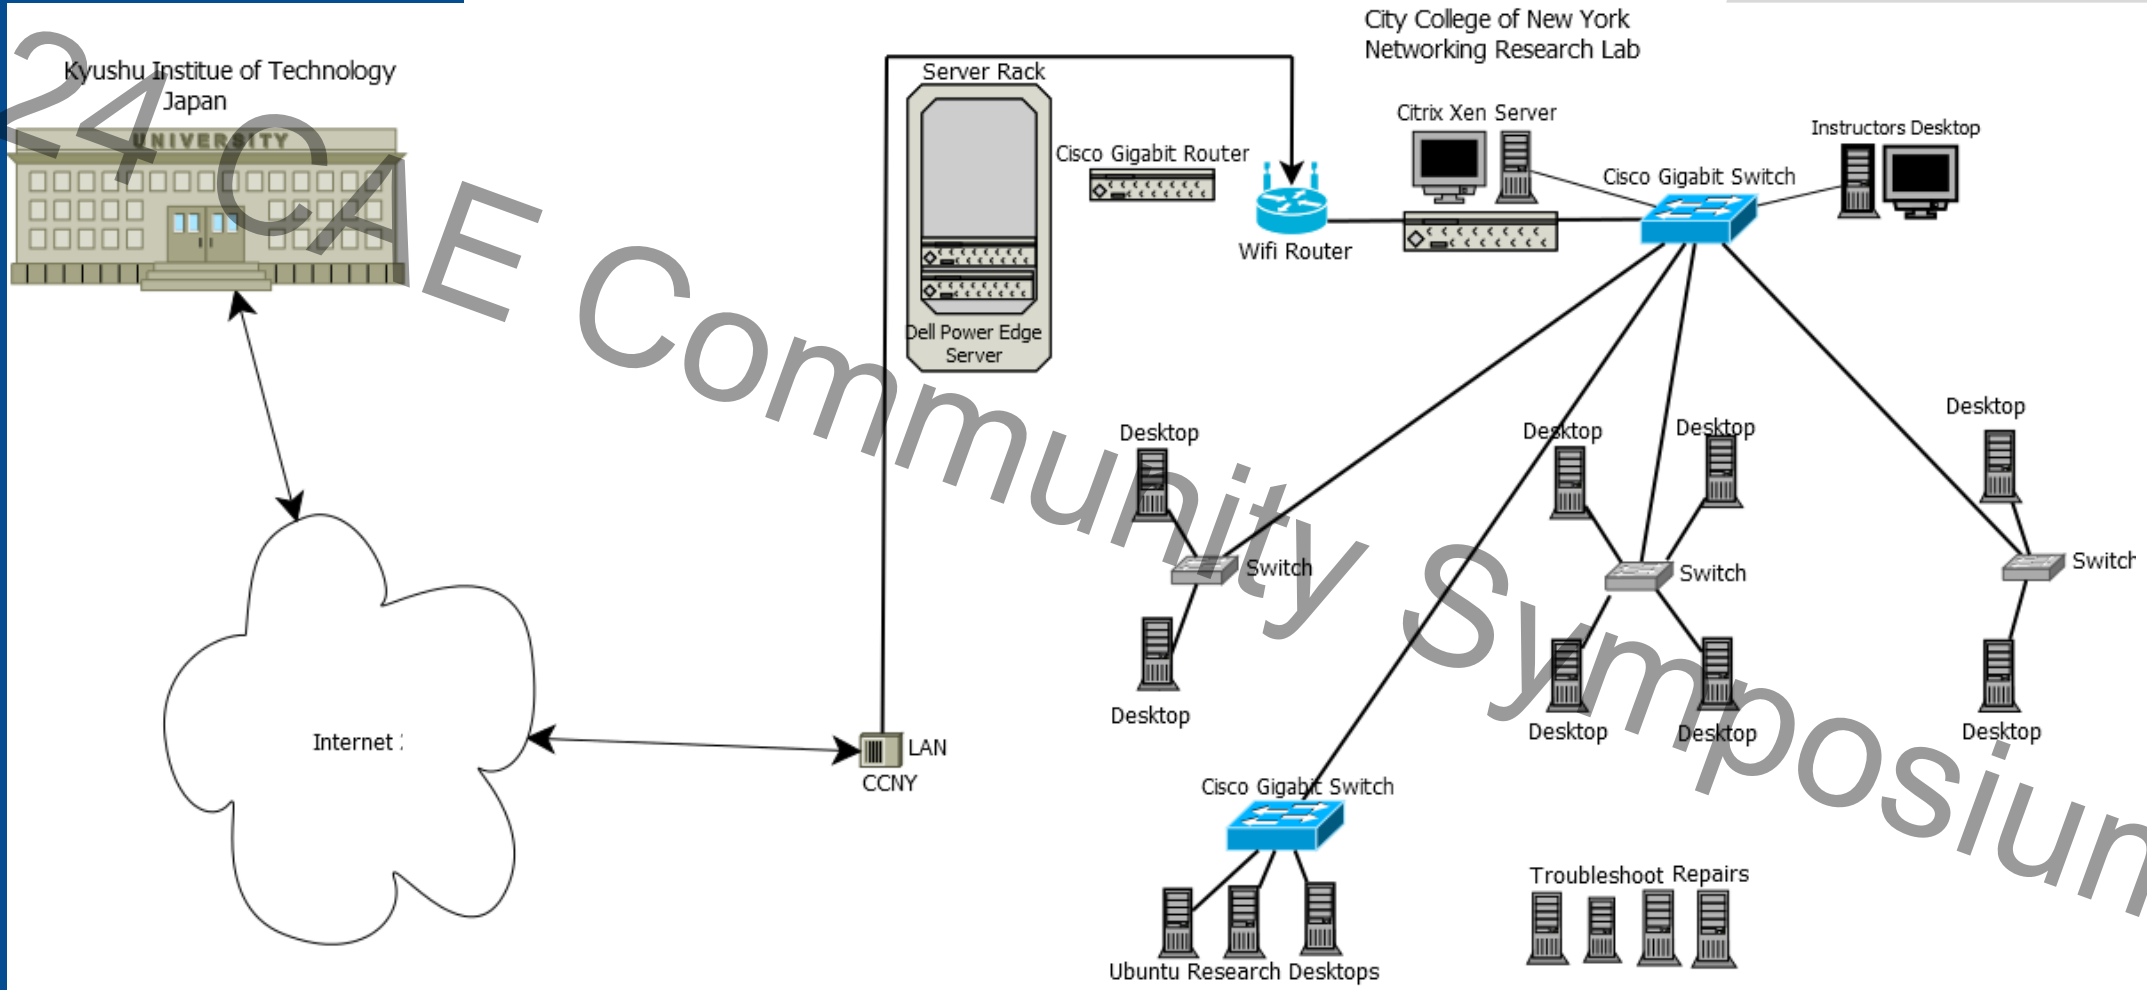 City College of New York
Networking Research Lab
Kyushu Institue of Technology
Japan
UNIVERSITY
Server Rack
Cisco Gigabit Router
Citrix Xen Server
Instructors Desktop
Cisco Gigabit Switch
Wifi Router
Dell Power Edge
Server
Desktop
Desktop
Desktop
Desktop
Switch
Switch
Switch
Desktop
Desktop
Desktop
Desktop
Internet
LAN
CCNY
Cisco Gigabit Switch
Troubleshoot Repairs
Ubuntu Research Desktops
24 CAE Community Symposium